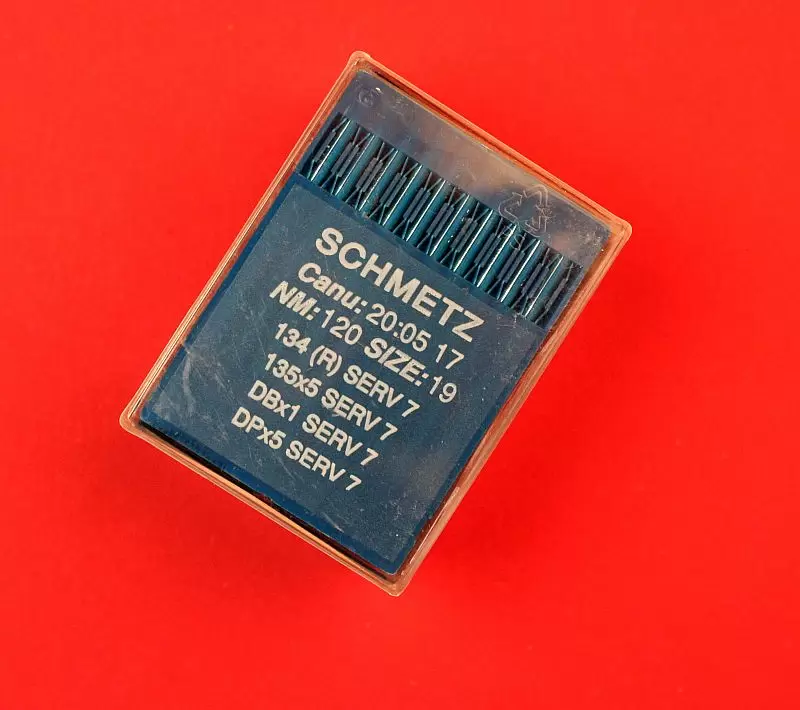 SCHMETZ
Canu: 20:05 17
NM: 120 SIZE: 19
134 (R) SERV 7
135x5 SERV 7
DBx1 SERV 7
DPx5 SERV 7